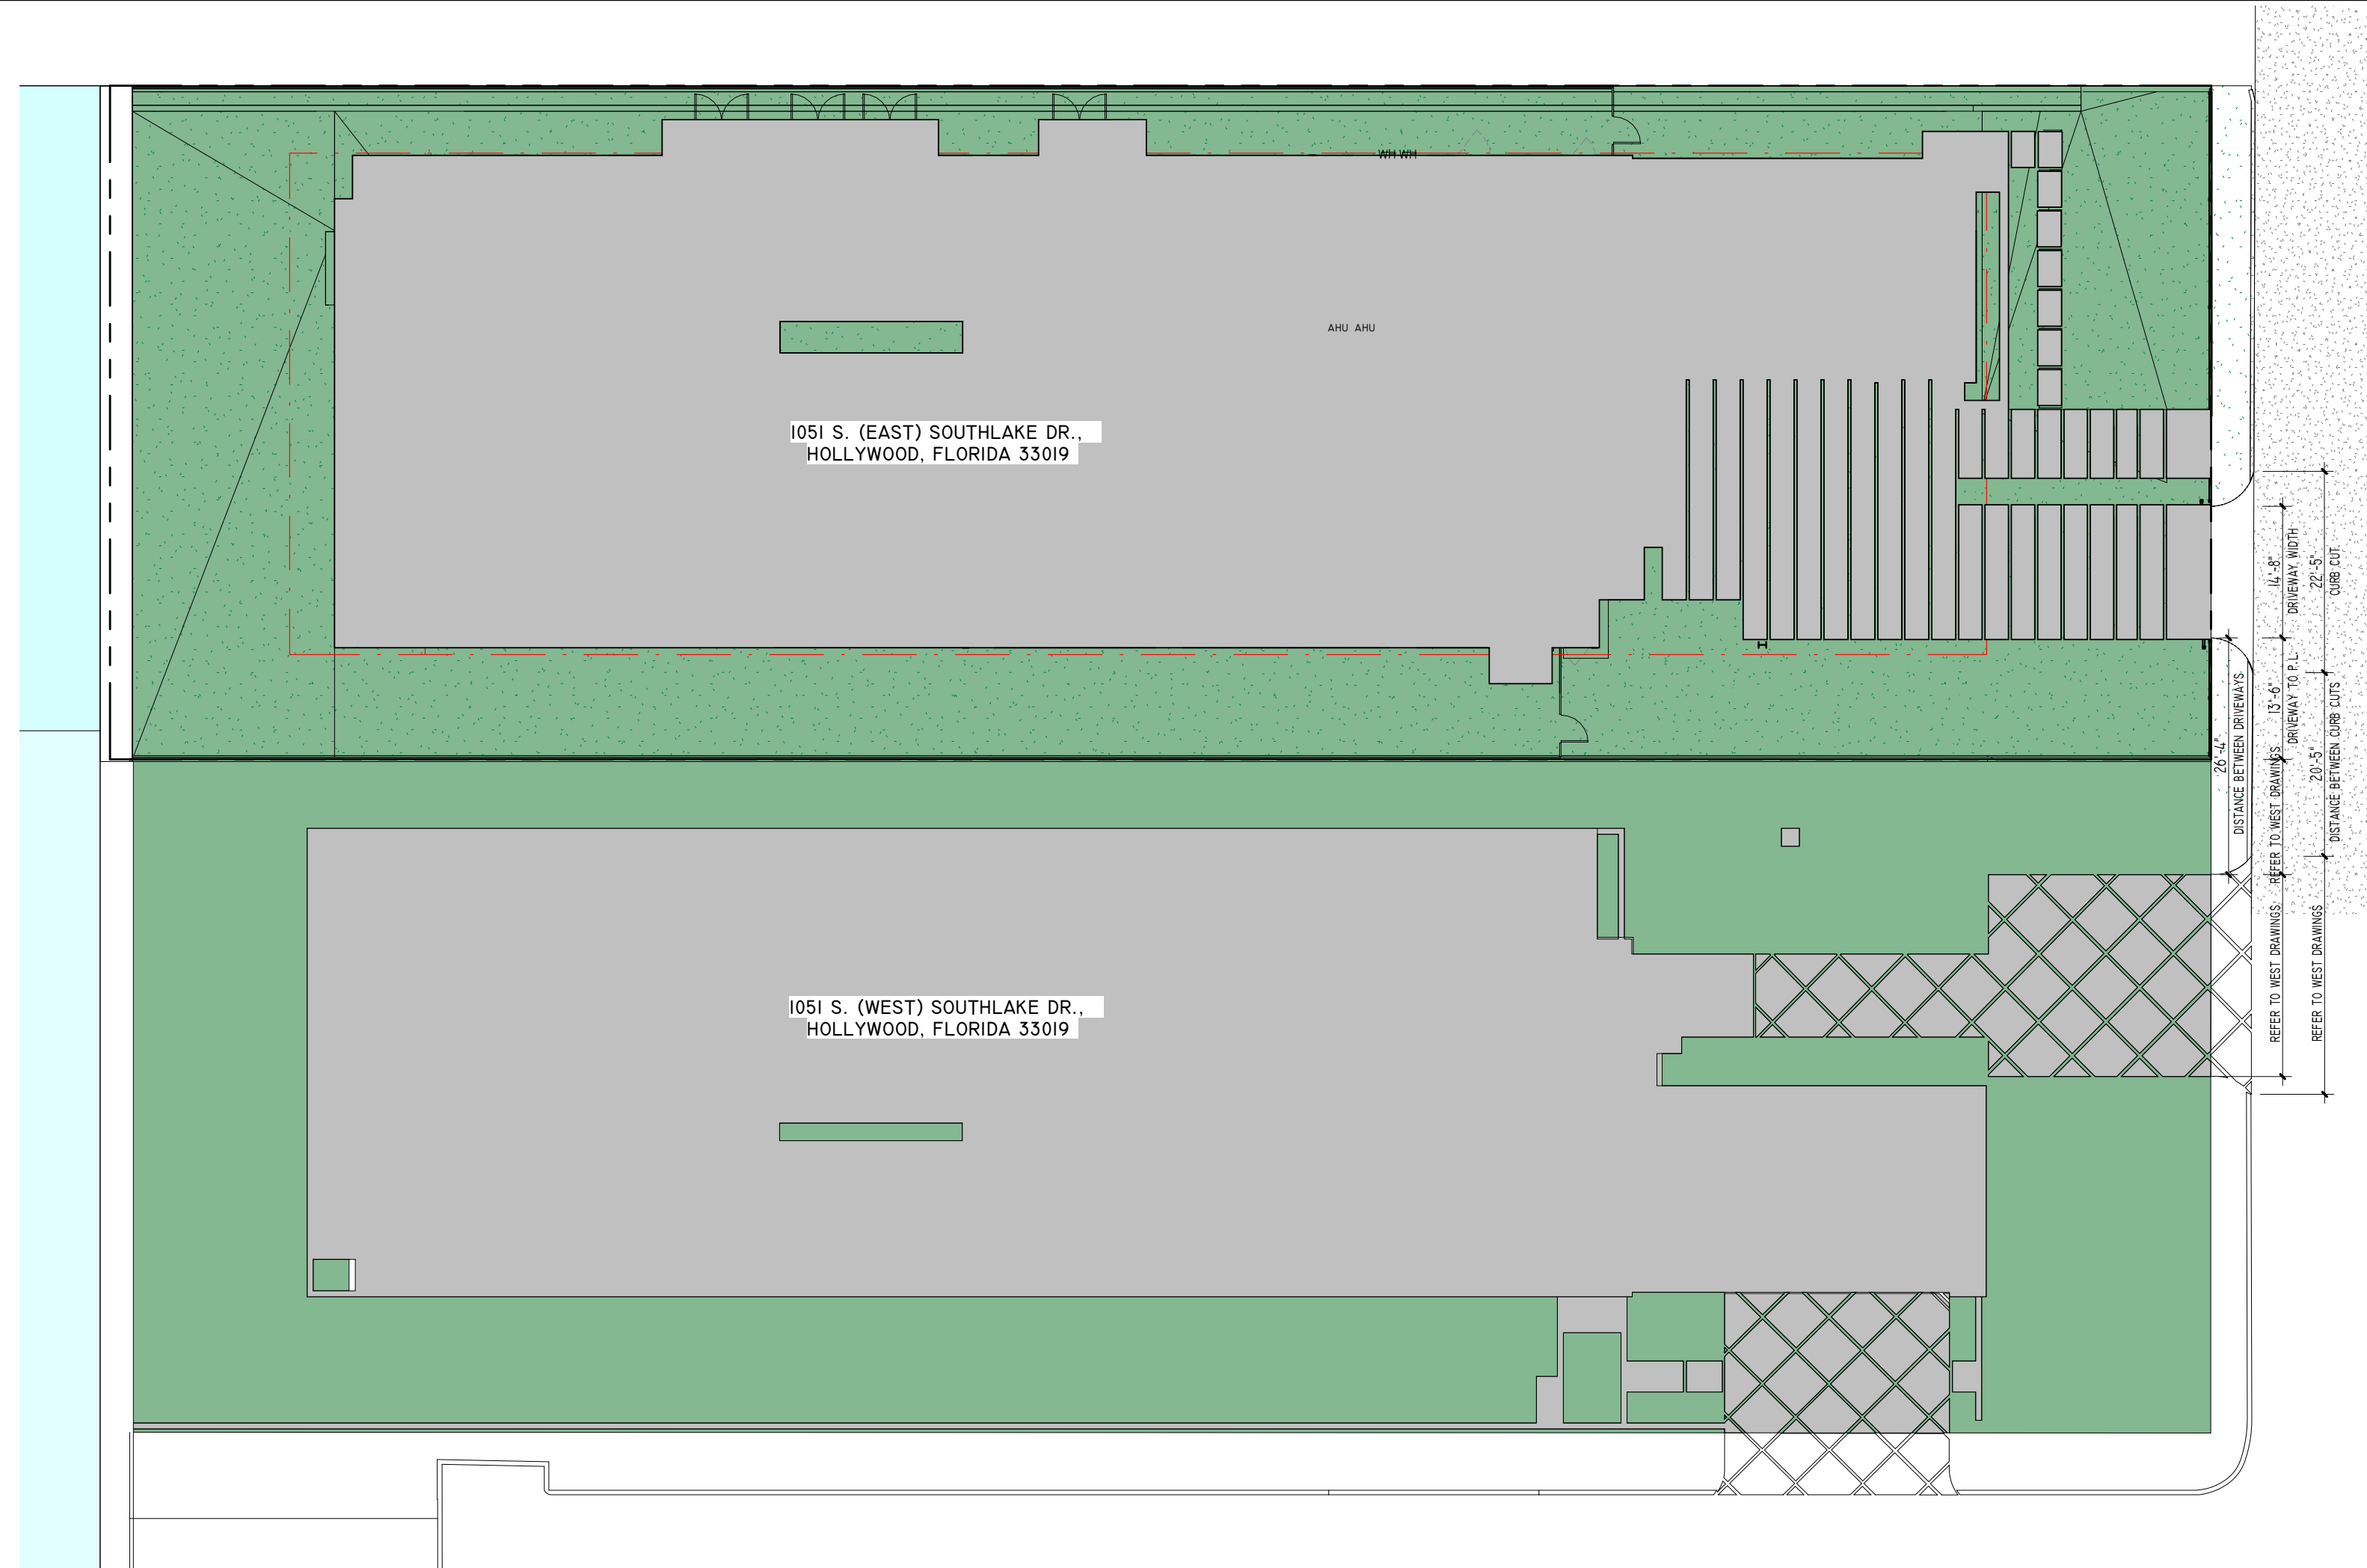 WH WH
AHU AHU
1051 S. (EAST) SOUTHLAKE DR.,
HOLLYWOOD, FLORIDA 33019
14'-8"
DRIVEWAY WIDTH
22'-5"
CURB CUT
13'-6"
DRIVEWAY TO P.L.
26'-4"
DISTANCE BETWEEN DRIVEWAYS
20'-5"
DISTANCE BETWEEN CURB CUTS
REFER TO WEST DRAWINGS
REFER TO WEST DRAWINGS
REFER TO WEST DRAWINGS
1051 S. (WEST) SOUTHLAKE DR.,
HOLLYWOOD, FLORIDA 33019